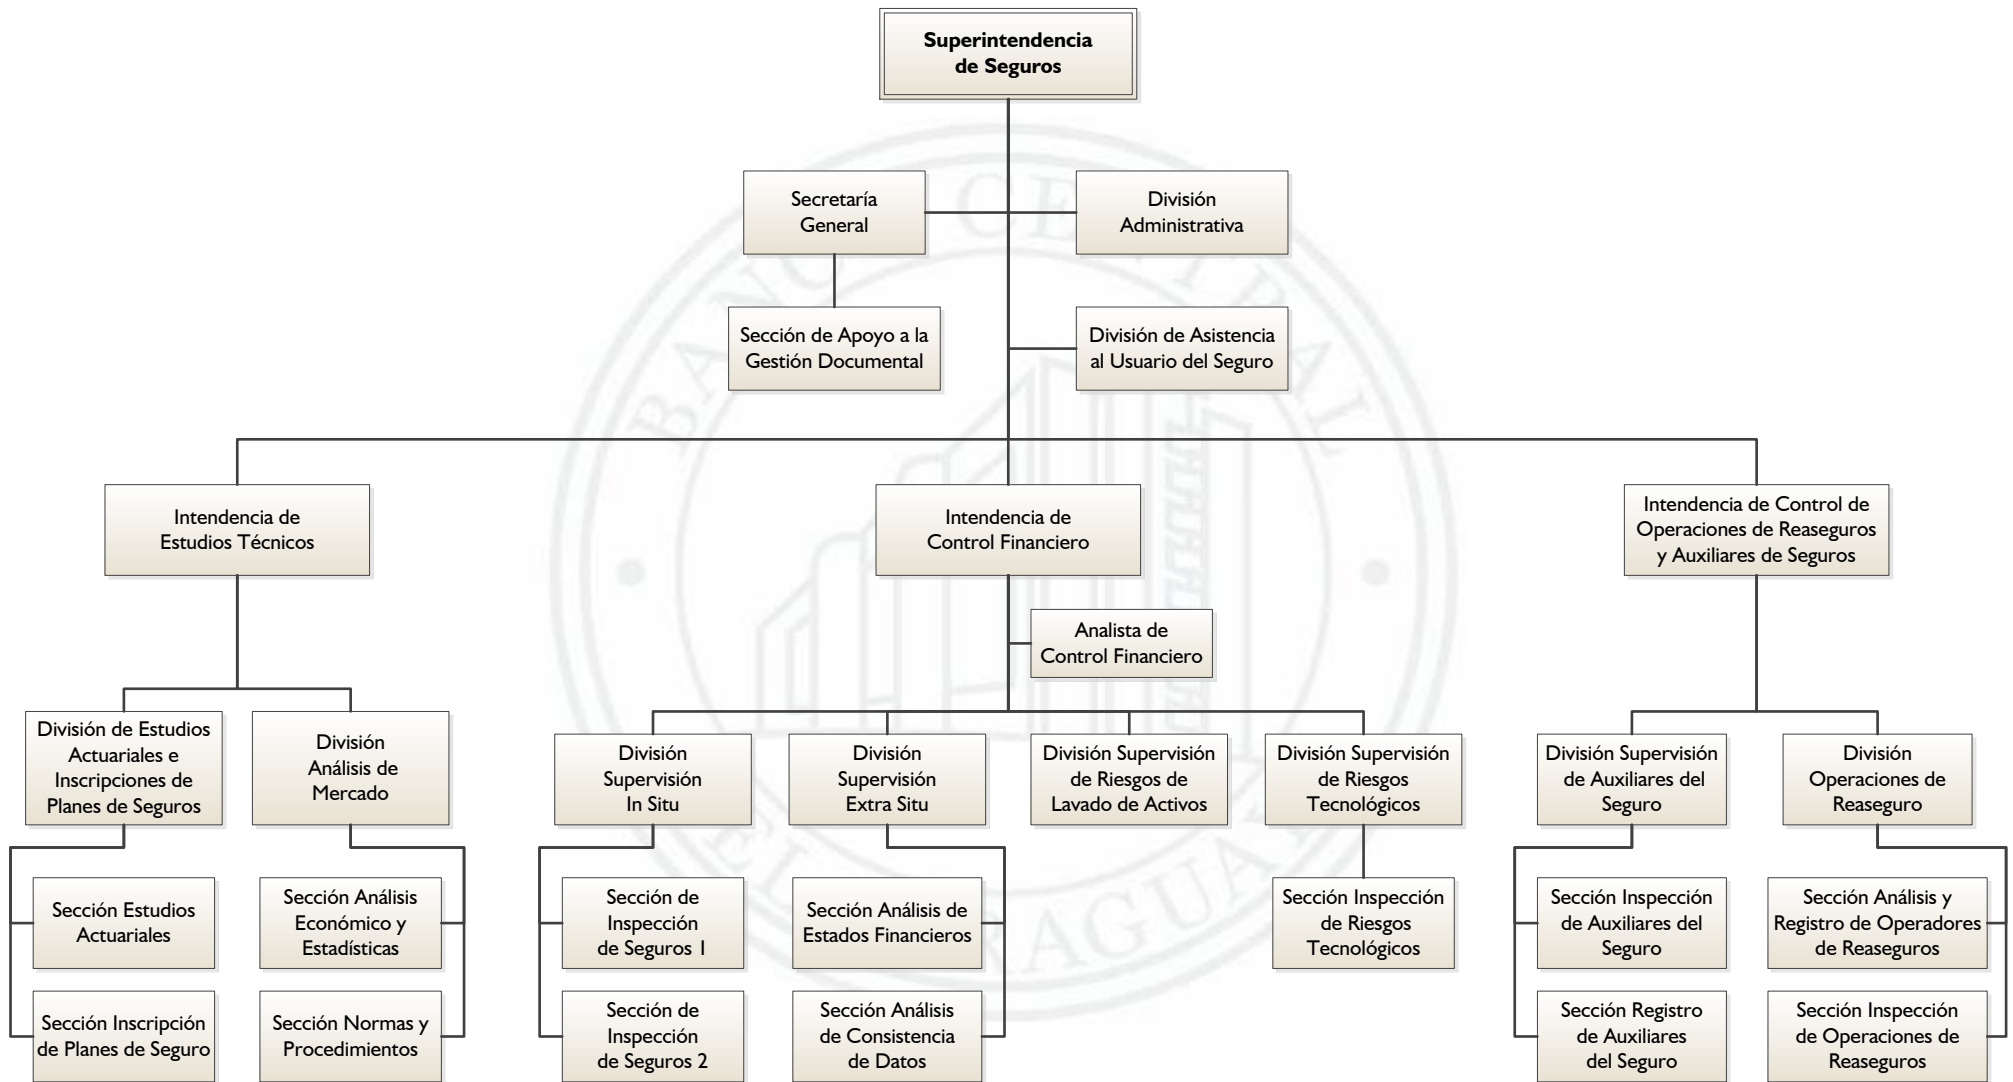 Superintendencia
de Seguros
Secretaría
General
División
Administrativa
Sección de Apoyo a la
Gestión Documental
División de Asistencia
al Usuario del Seguro
Intendencia de
Estudios Técnicos
Intendencia de
Control Financiero
Intendencia de Control de
Operaciones de Reaseguros
y Auxiliares de Seguros
Analista de
Control Financiero
División de Estudios
Actuariales e
Inscripciones de
Planes de Seguros
División
Análisis de
Mercado
División
Supervisión
In Situ
División
Supervisión
Extra Situ
División Supervisión
de Riesgos de
Lavado de Activos
División Supervisión
de Riesgos
Tecnológicos
División Supervisión
de Auxiliares del
Seguro
División
Operaciones de
Reaseguro
Sección Estudios
Actuariales
Sección Análisis
Económico y
Estadísticas
Sección de
Inspección
de Seguros 1
Sección Análisis de
Estados Financieros
Sección Inspección
de Riesgos
Tecnológicos
Sección Inspección
de Auxiliares del
Seguro
Sección Análisis y
Registro de Operadores
de Reaseguros
Sección Inscripción
de Planes de Seguro
Sección Normas y
Procedimientos
Sección de
Inspección
de Seguros 2
Sección Análisis
de Consistencia
de Datos
Sección Registro
de Auxiliares
del Seguro
Sección Inspección
de Operaciones de
Reaseguros
BANCO CENTRAL
DEL PARAGUAY